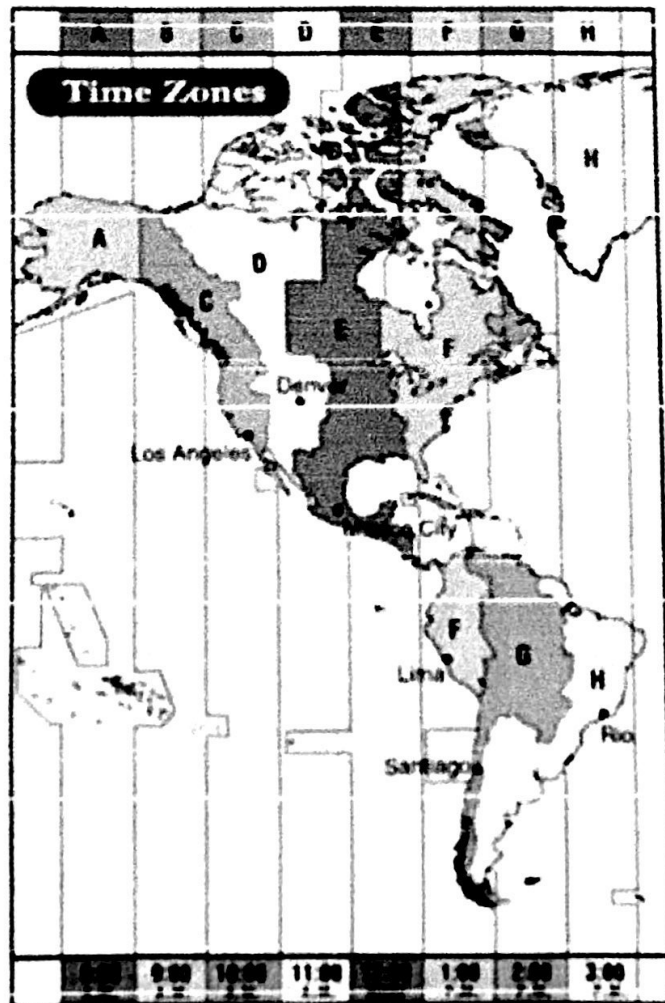 A B C D E F G H
Time Zones
H
A
D
C
E
F
Denver
Los Angeles
City
F
G
H
Lima
Rio
Santiago
9:00 10:00 11:00 1:00 2:00 3:00